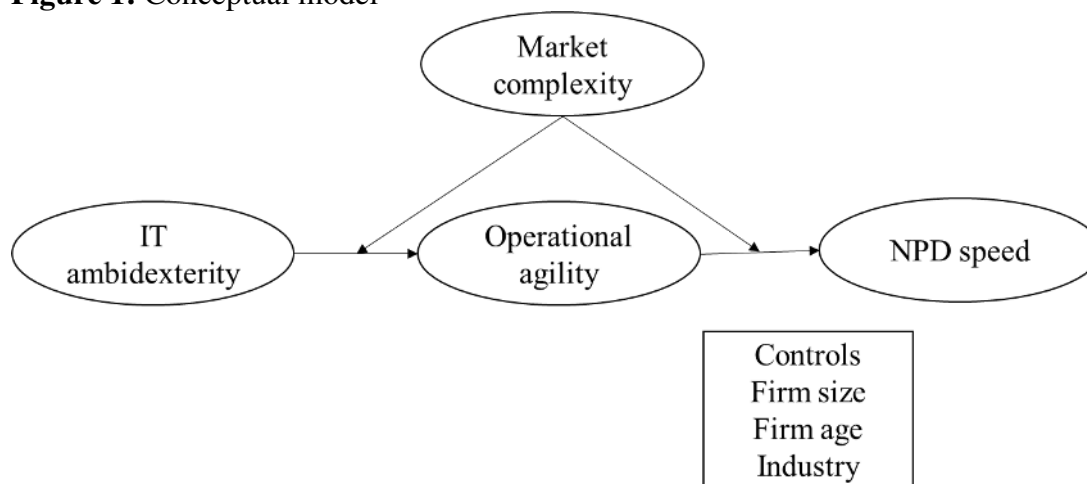 Figure 1: Conceptual model
Market
complexity
IT
ambidexterity
Operational
agility
NPD speed
Controls
Firm size
Firm age
Industry